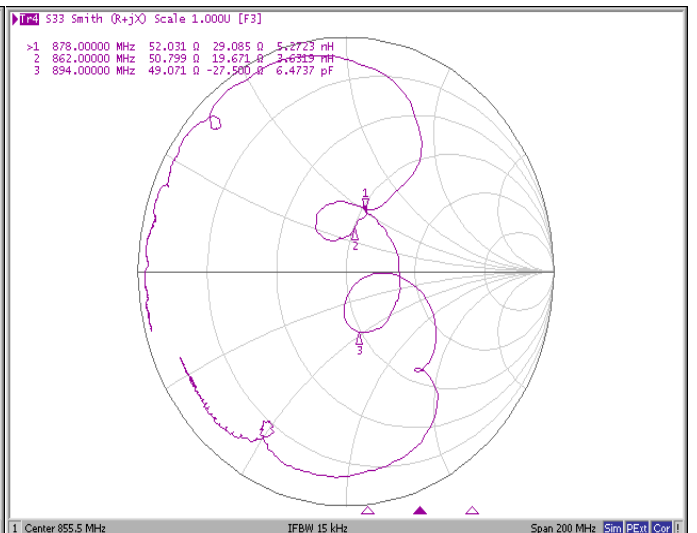 Tr4 S33 Smith (R+jX) Scale 1.000U [F3]
>1 878.00000 MHz 52.031 Ω 29.085 Ω 5.2723 nH
2 862.00000 MHz 50.799 Ω 19.671 Ω 3.6319 nH
3 894.00000 MHz 49.071 Ω -27.500 Ω 6.4737 pF
1
2
3
1 Center 855.5 MHz IFBW 15 kHz Span 200 MHz Sim PExt Cor !